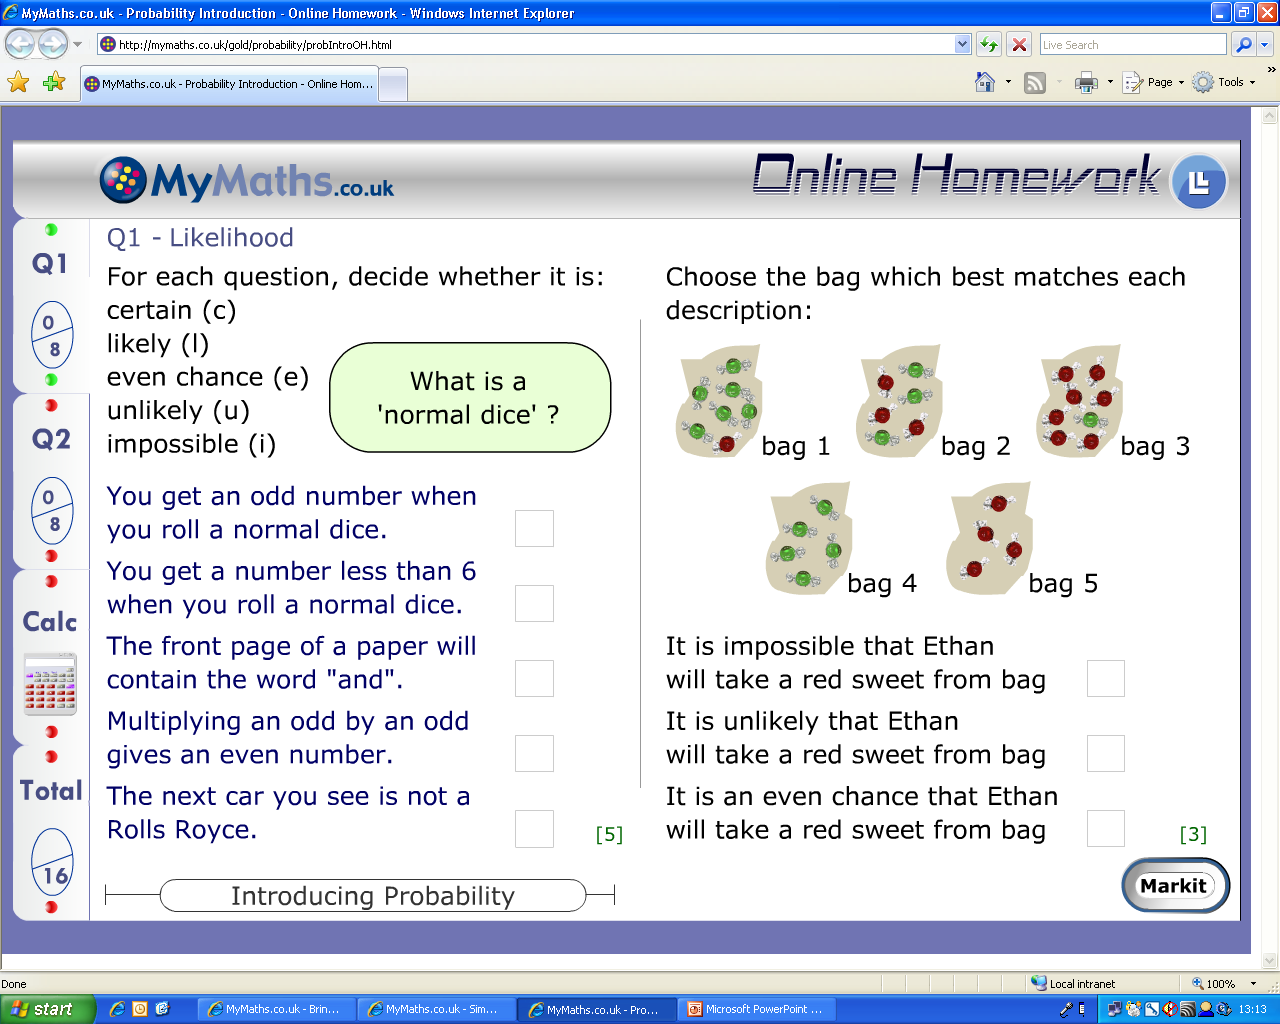 MyMaths.co.uk - Probability Introduction - Online Homework - Windows Internet Explorer
http://mymaths.co.uk/gold/probability/probIntroOH.html
Live Search
MyMaths.co.uk - Probability Introduction - Online Hom...
Page
Tools
MyMaths.co.uk
Online Homework
Q1
0
8
Q2
0
8
Calc
Total
16
Q1 - Likelihood
For each question, decide whether it is:
certain (c)
likely (l)
even chance (e)
unlikely (u)
impossible (i)
What is a
'normal dice' ?
You get an odd number when
you roll a normal dice.
You get a number less than 6
when you roll a normal dice.
The front page of a paper will
contain the word "and".
Multiplying an odd by an odd
gives an even number.
The next car you see is not a
Rolls Royce.
[5]
Introducing Probability
Choose the bag which best matches each
description:
bag 1
bag 2
bag 3
bag 4
bag 5
It is impossible that Ethan
will take a red sweet from bag
It is unlikely that Ethan
will take a red sweet from bag
It is an even chance that Ethan
will take a red sweet from bag
[3]
Markit
Done
Local intranet
100%
start
MyMaths.co.uk - Brin...
MyMaths.co.uk - Sim...
MyMaths.co.uk - Pro...
Microsoft PowerPoint ...
13:13